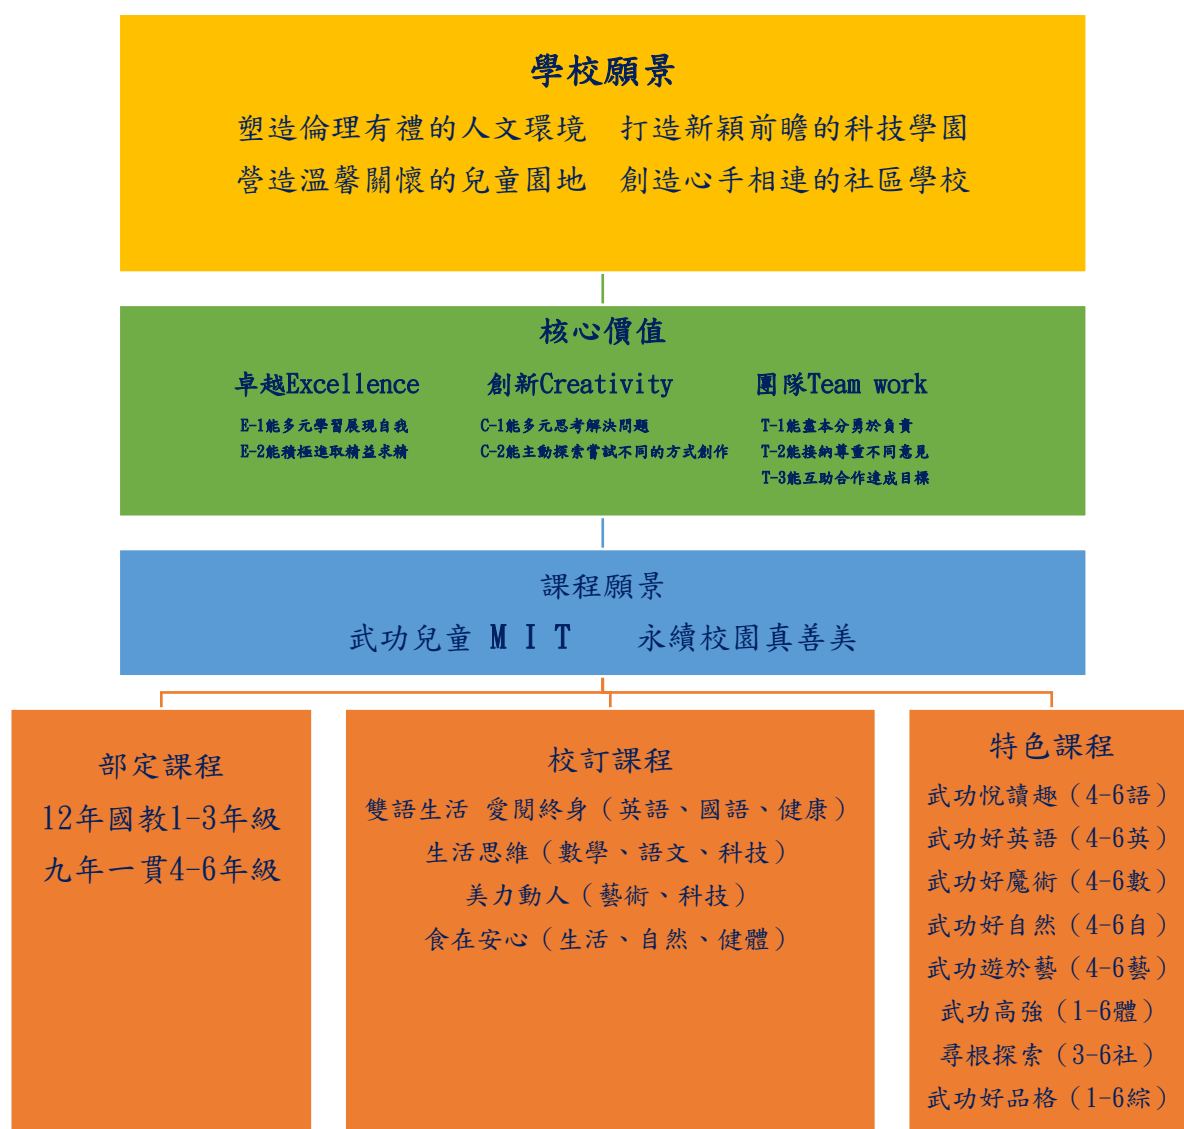 學校願景
塑造倫理有禮的人文環境　打造新穎前瞻的科技學園
營造溫馨關懷的兒童園地　創造心手相連的社區學校
核心價值
卓越Excellence
E-1能多元學習展現自我
E-2能積極進取精益求精
創新Creativity
C-1能多元思考解決問題
C-2能主動探索嘗試不同的方式創作
團隊Team work
T-1能盡本分勇於負責
T-2能接納尊重不同意見
T-3能互助合作達成目標
課程願景
武功兒童 M I T　　永續校園真善美
部定課程
12年國教1-3年級
九年一貫4-6年級
校訂課程
雙語生活 愛閱終身（英語、國語、健康）
生活思維（數學、語文、科技）
美力動人（藝術、科技）
食在安心（生活、自然、健體）
特色課程
武功悅讀趣（4-6語）
武功好英語（4-6英）
武功好魔術（4-6數）
武功好自然（4-6自）
武功遊於藝（4-6藝）
武功高強（1-6體）
尋根探索（3-6社）
武功好品格（1-6綜）